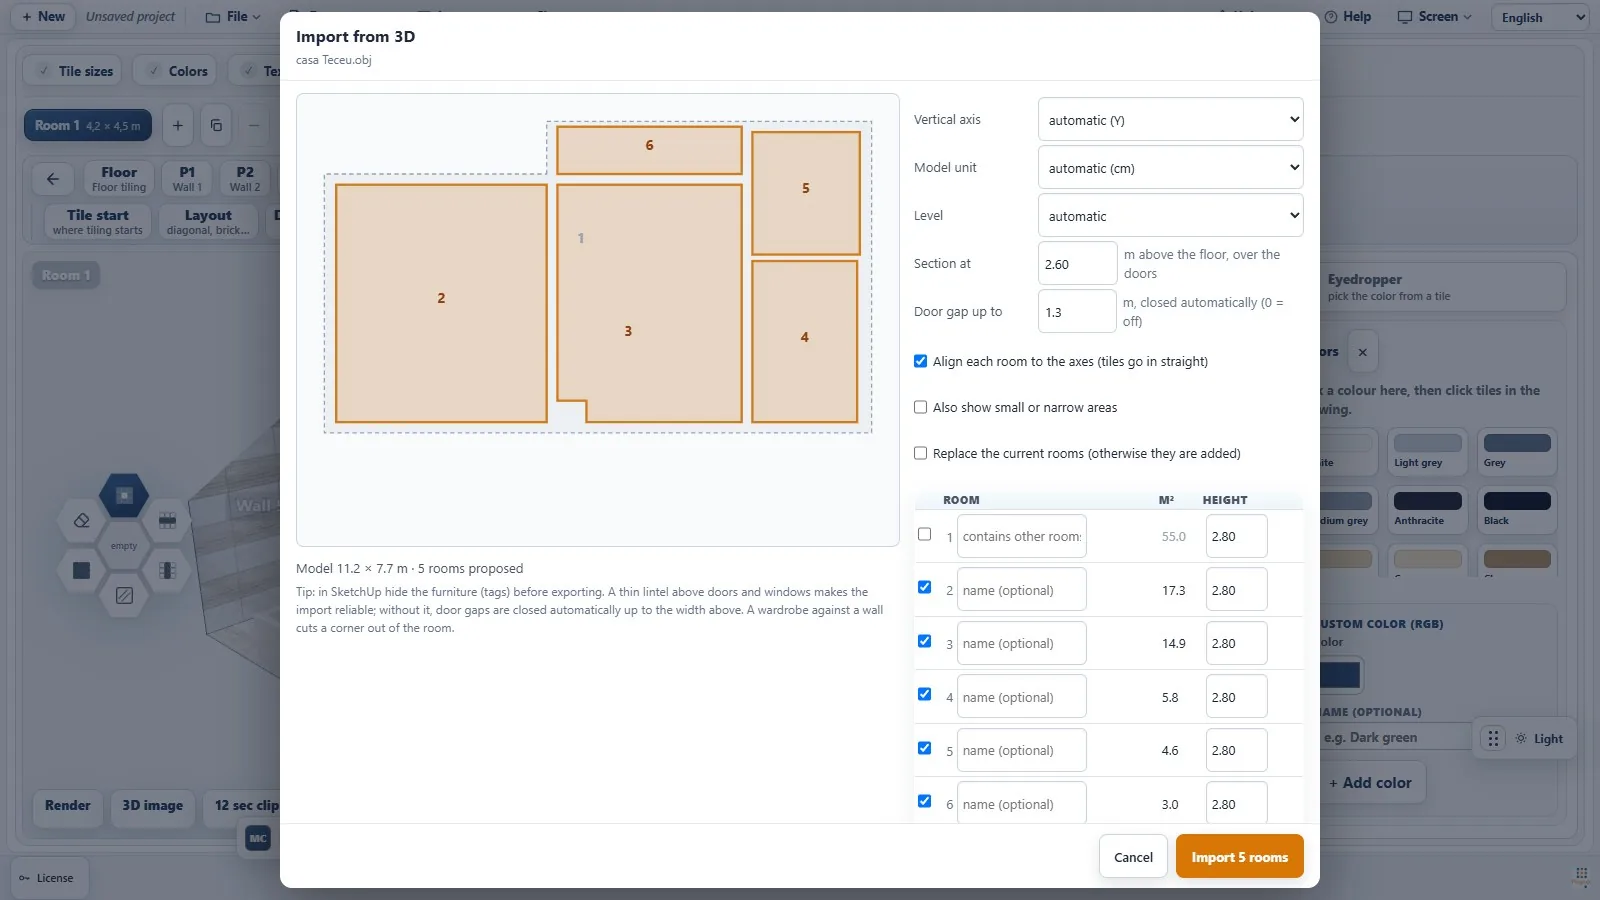 + New
Unsaved project
File
Help
Screen
English
Import from 3D
casa Teceu.obj
Tile sizes
Colors
Room 1 4,2 × 4,5 m
Floor
Floor tiling
P1
Wall 1
P2
Wall 2
Tile start
where tiling starts
Layout
diagonal, brick...
Room 1
empty
Render
3D image
12 sec clip
MC
License
6
5
1
2
3
4
Model 11.2 × 7.7 m · 5 rooms proposed
Tip: in SketchUp hide the furniture (tags) before exporting. A thin lintel above doors and windows makes the
import reliable; without it, door gaps are closed automatically up to the width above. A wardrobe against a wall
cuts a corner out of the room.
Vertical axis
automatic (Y)
Model unit
automatic (cm)
Level
automatic
Section at
2.60
m above the floor, over the
doors
Door gap up to
1.3
m, closed automatically (0 =
off)
Align each room to the axes (tiles go in straight)
Also show small or narrow areas
Replace the current rooms (otherwise they are added)
ROOM M² HEIGHT
1 contains other rooms 55.0 2.80
2 name (optional) 17.3 2.80
3 name (optional) 14.9 2.80
4 name (optional) 5.8 2.80
5 name (optional) 4.6 2.80
6 name (optional) 3.0 2.80
Cancel
Import 5 rooms
Eyedropper
pick the color from a tile
a colour here, then click tiles in the
Light grey
Grey
Anthracite
Black
NAME (OPTIONAL)
e.g. Dark green
Light
+ Add color